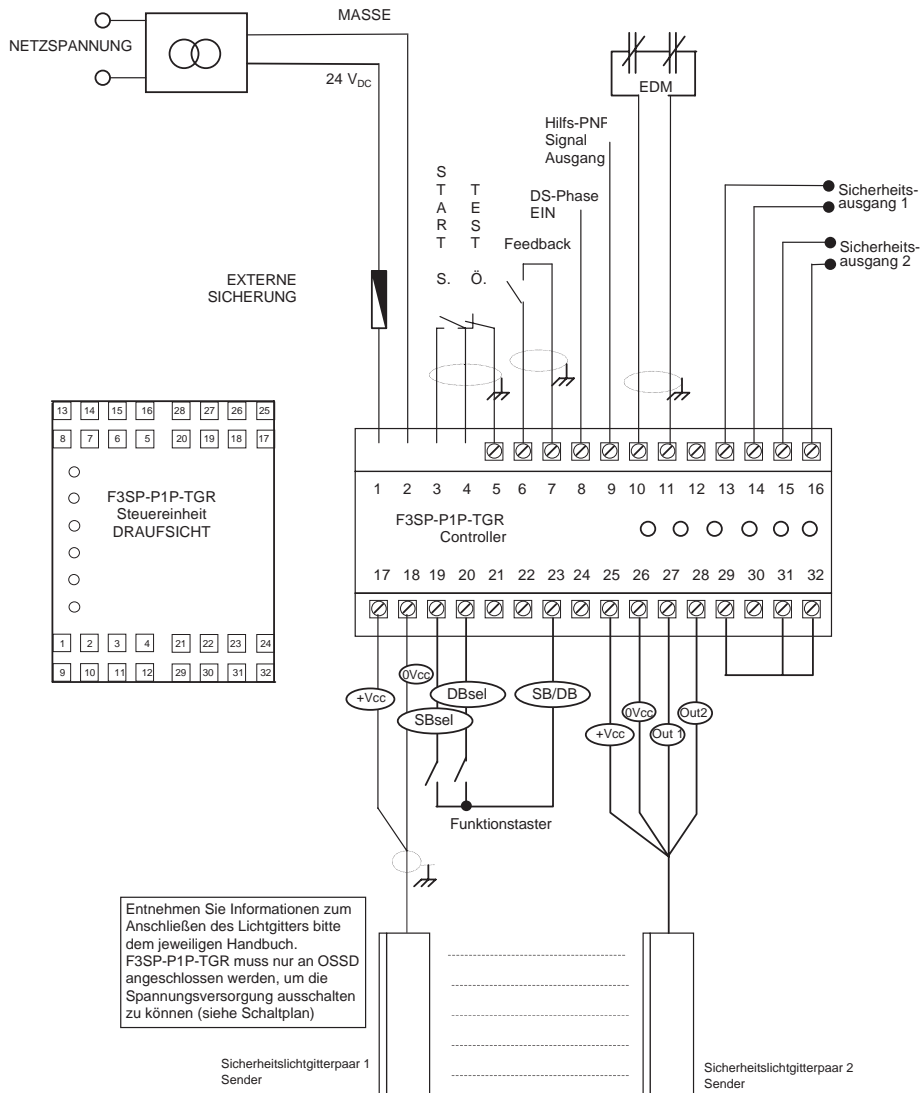 MASSE
NETZSPANNUNG
24 VDC
EDM
Hilfs-PNP
Signal
Ausgang
START S.
TEST Ö.
DS-Phase
EIN
Feedback
Sicherheits-
ausgang 1
Sicherheits-
ausgang 2
EXTERNE
SICHERUNG
13 14 15 16 28 27 26 25
8 7 6 5 20 19 18 17
F3SP-P1P-TGR
Steuereinheit
DRAUFSICHT
1 2 3 4 21 22 23 24
9 10 11 12 29 30 31 32
1 2 3 4 5 6 7 8 9 10 11 12 13 14 15 16
F3SP-P1P-TGR
Controller
17 18 19 20 21 22 23 24 25 26 27 28 29 30 31 32
+Vcc
0Vcc
SBsel
DBsel
SB/DB
+Vcc
0Vcc
Out 1
Out2
Funktionstaster
Entnehmen Sie Informationen zum
Anschließen des Lichtgitters bitte
dem jeweiligen Handbuch.
F3SP-P1P-TGR muss nur an OSSD
angeschlossen werden, um die
Spannungsversorgung ausschalten
zu können (siehe Schaltplan)
Sicherheitslichtgitterpaar 1
Sender
Sicherheitslichtgitterpaar 2
Sender